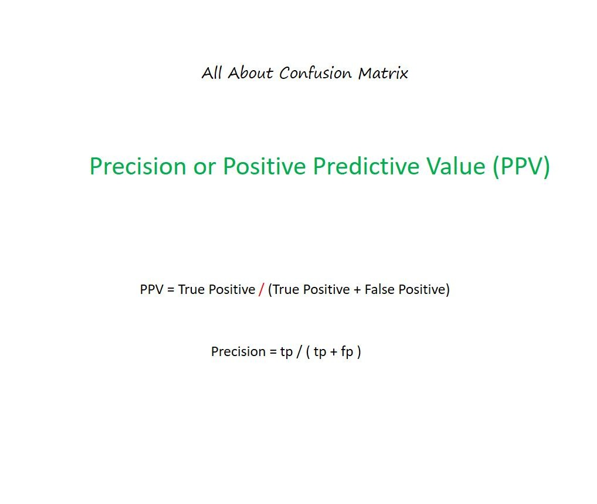 All About Confusion Matrix
Precision or Positive Predictive Value (PPV)
PPV = True Positive / (True Positive + False Positive)
Precision = tp / ( tp + fp )